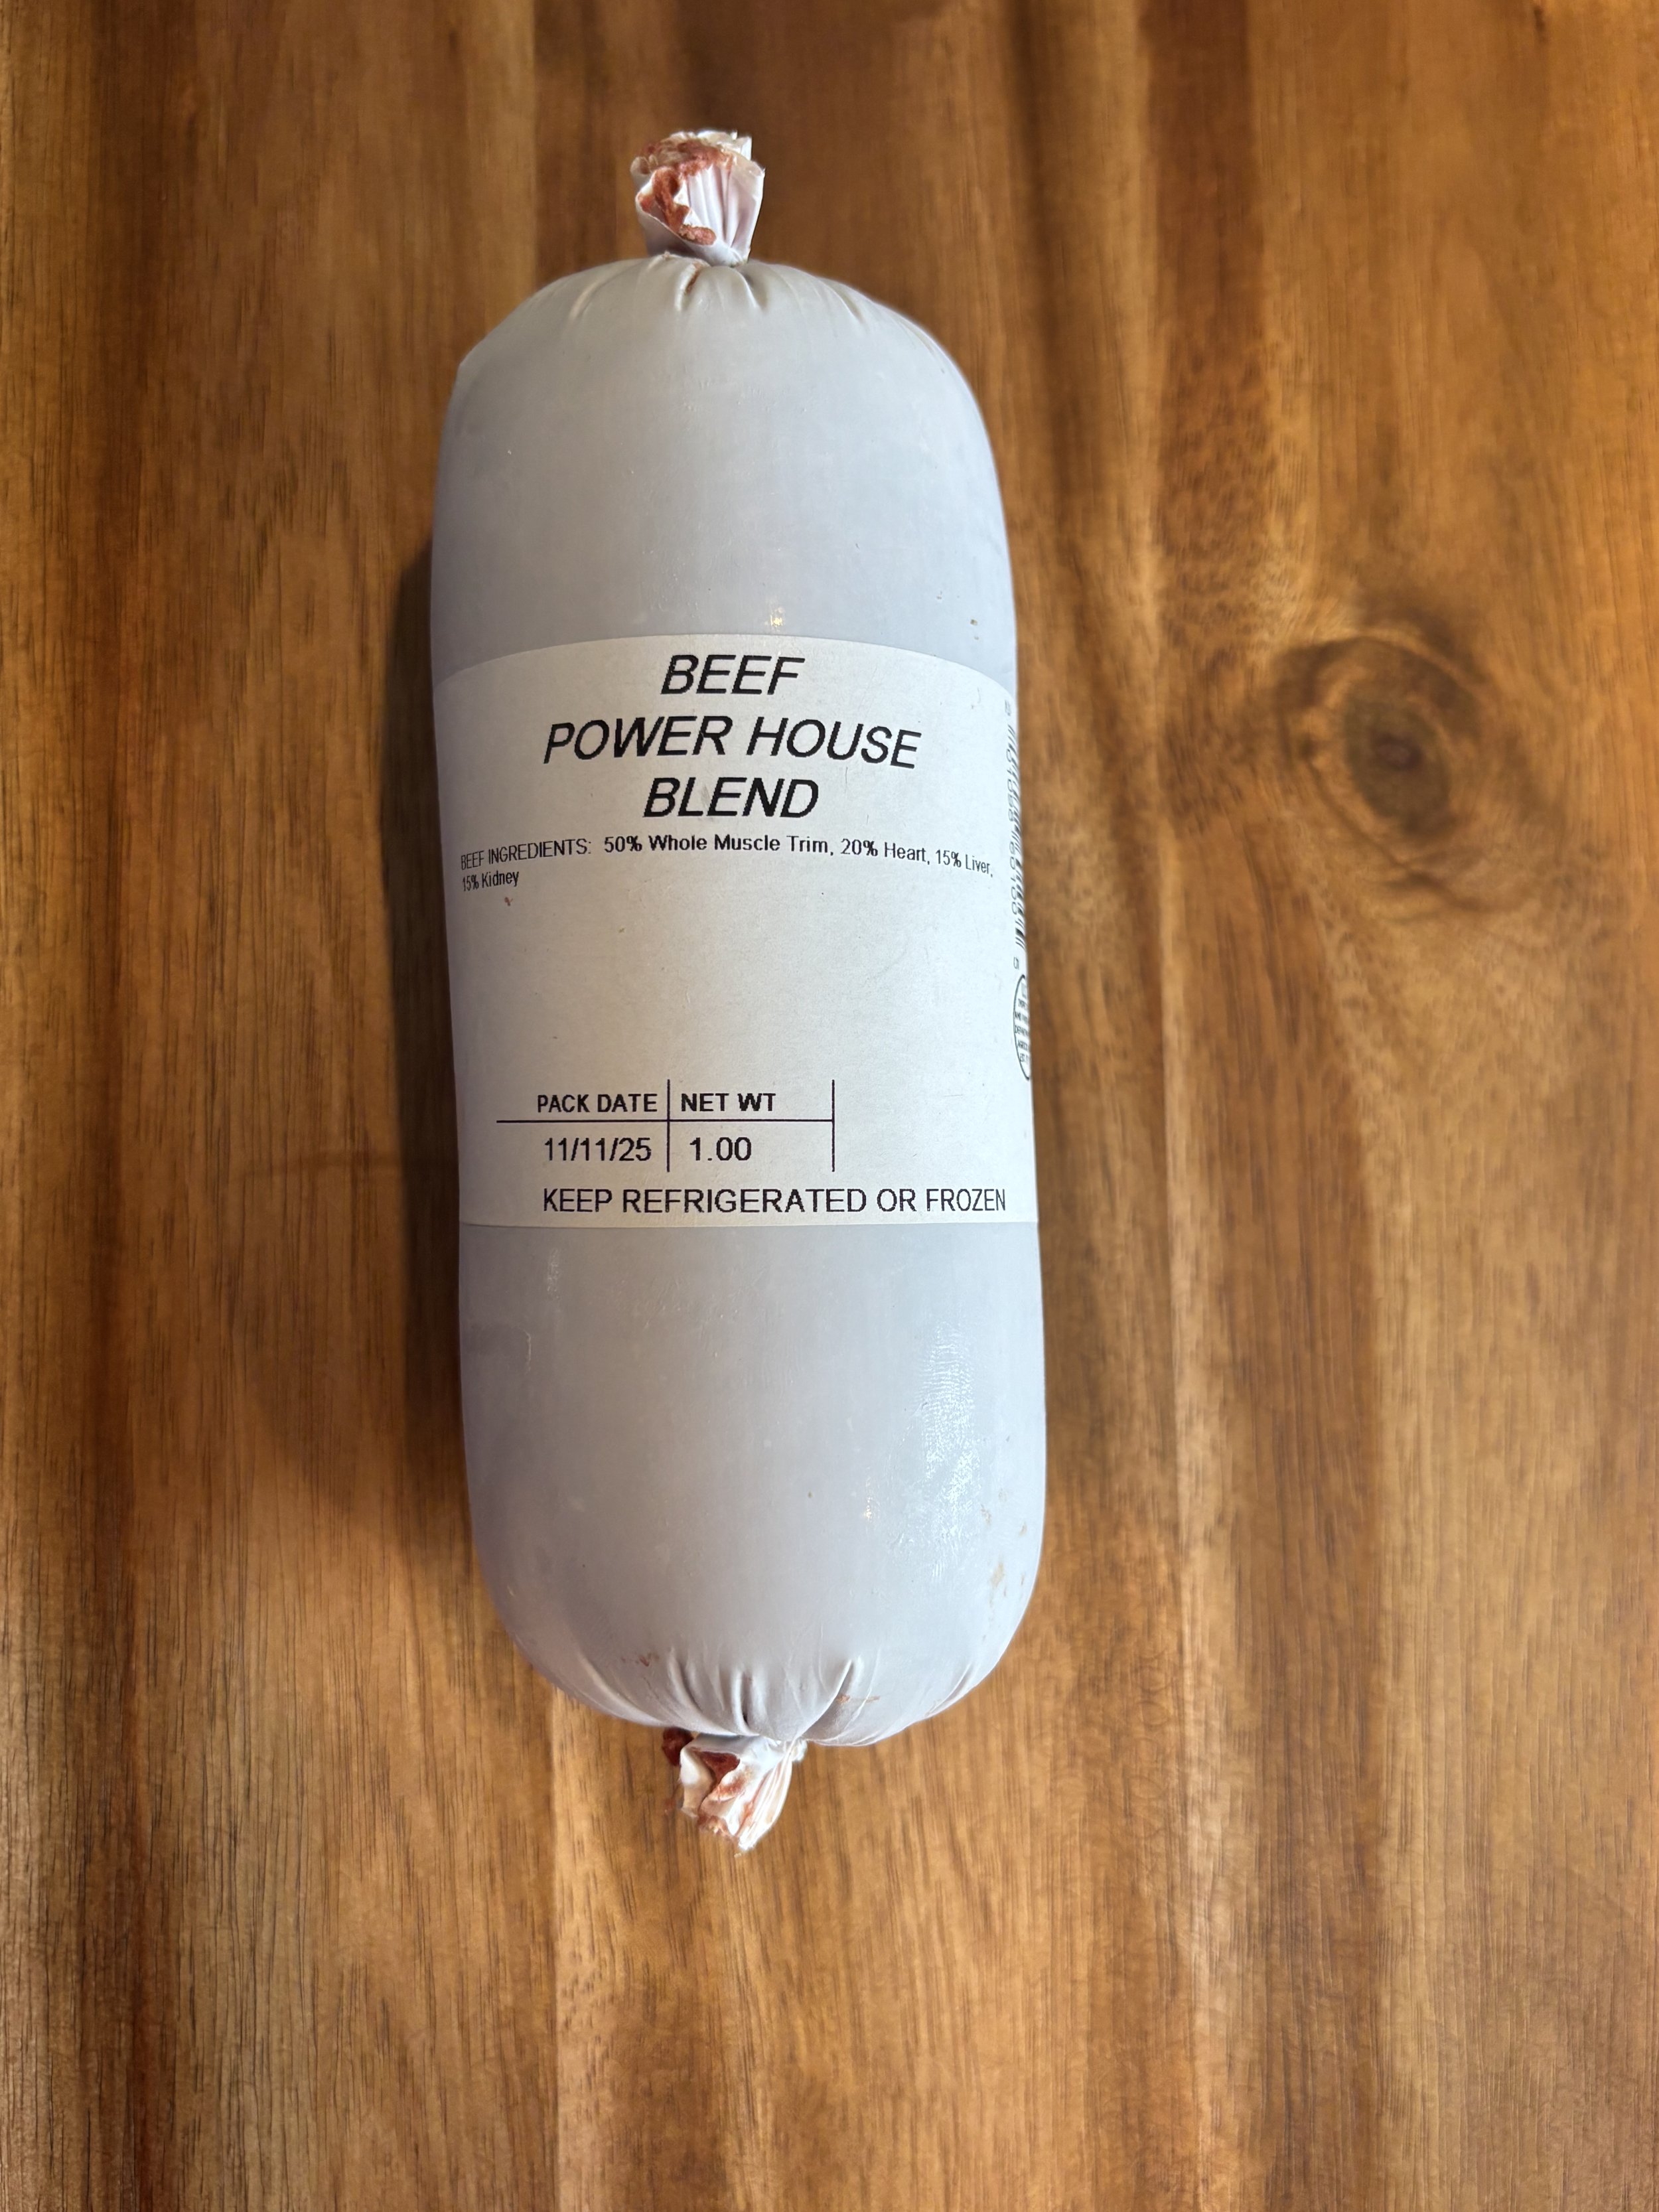 BEEF
POWER HOUSE
BLEND
BEEF INGREDIENTS: 50% Whole Muscle Trim, 20% Heart, 15% Liver,
15% Kidney
PACK DATE NET WT
11/11/25 1.00
KEEP REFRIGERATED OR FROZEN